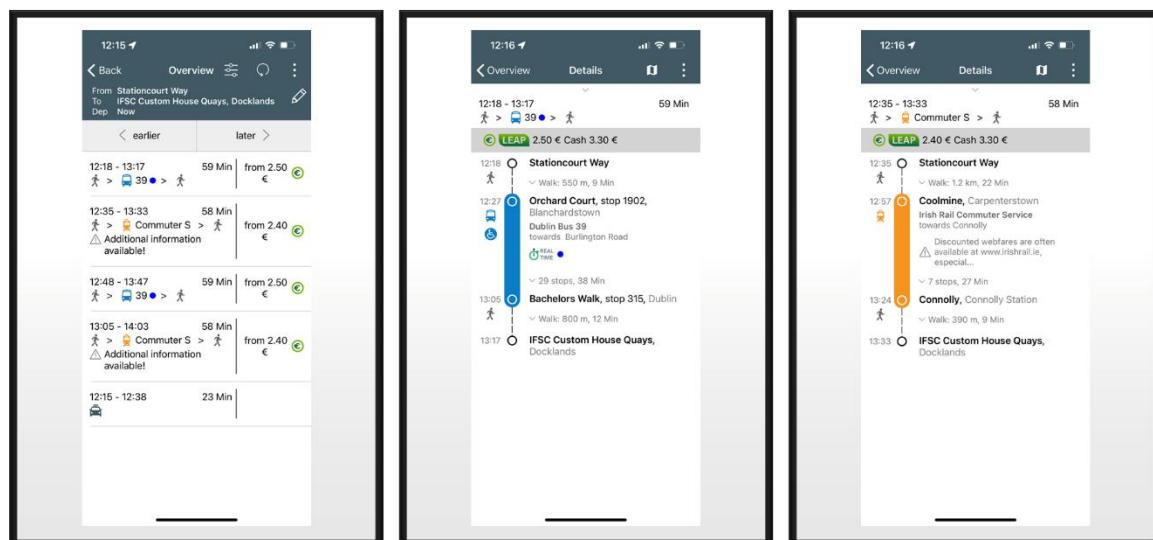 12:15
Back
Overview
From Stationcourt Way
To IFSC Custom House Quays, Docklands
Dep Now
earlier
later
12:18 - 13:17 59 Min from 2.50
> 39 > €
12:35 - 13:33 58 Min
> Commuter S > from 2.40
Additional information €
available!
12:48 - 13:47 59 Min from 2.50
> 39 > €
13:05 - 14:03 58 Min
> Commuter S > from 2.40
Additional information €
available!
12:15 - 12:38 23 Min
12:16
Overview
Details
12:18 - 13:17 59 Min
> 39 >
€ LEAP 2.50 € Cash 3.30 €
12:18 Stationcourt Way
Walk: 550 m, 9 Min
12:27 Orchard Court, stop 1902,
Blanchardstown
Dublin Bus 39
towards Burlington Road
REAL
TIME
29 stops, 38 Min
13:05 Bachelors Walk, stop 315, Dublin
Walk: 800 m, 12 Min
13:17 IFSC Custom House Quays,
Docklands
12:16
Overview
Details
12:35 - 13:33 58 Min
> Commuter S >
€ LEAP 2.40 € Cash 3.30 €
12:35 Stationcourt Way
Walk: 1.2 km, 22 Min
12:57 Coolmine, Carpenterstown
Irish Rail Commuter Service
towards Connolly
Discounted webfares are often
available at www.irishrail.ie,
especial...
7 stops, 27 Min
13:24 Connolly, Connolly Station
Walk: 390 m, 9 Min
13:33 IFSC Custom House Quays,
Docklands